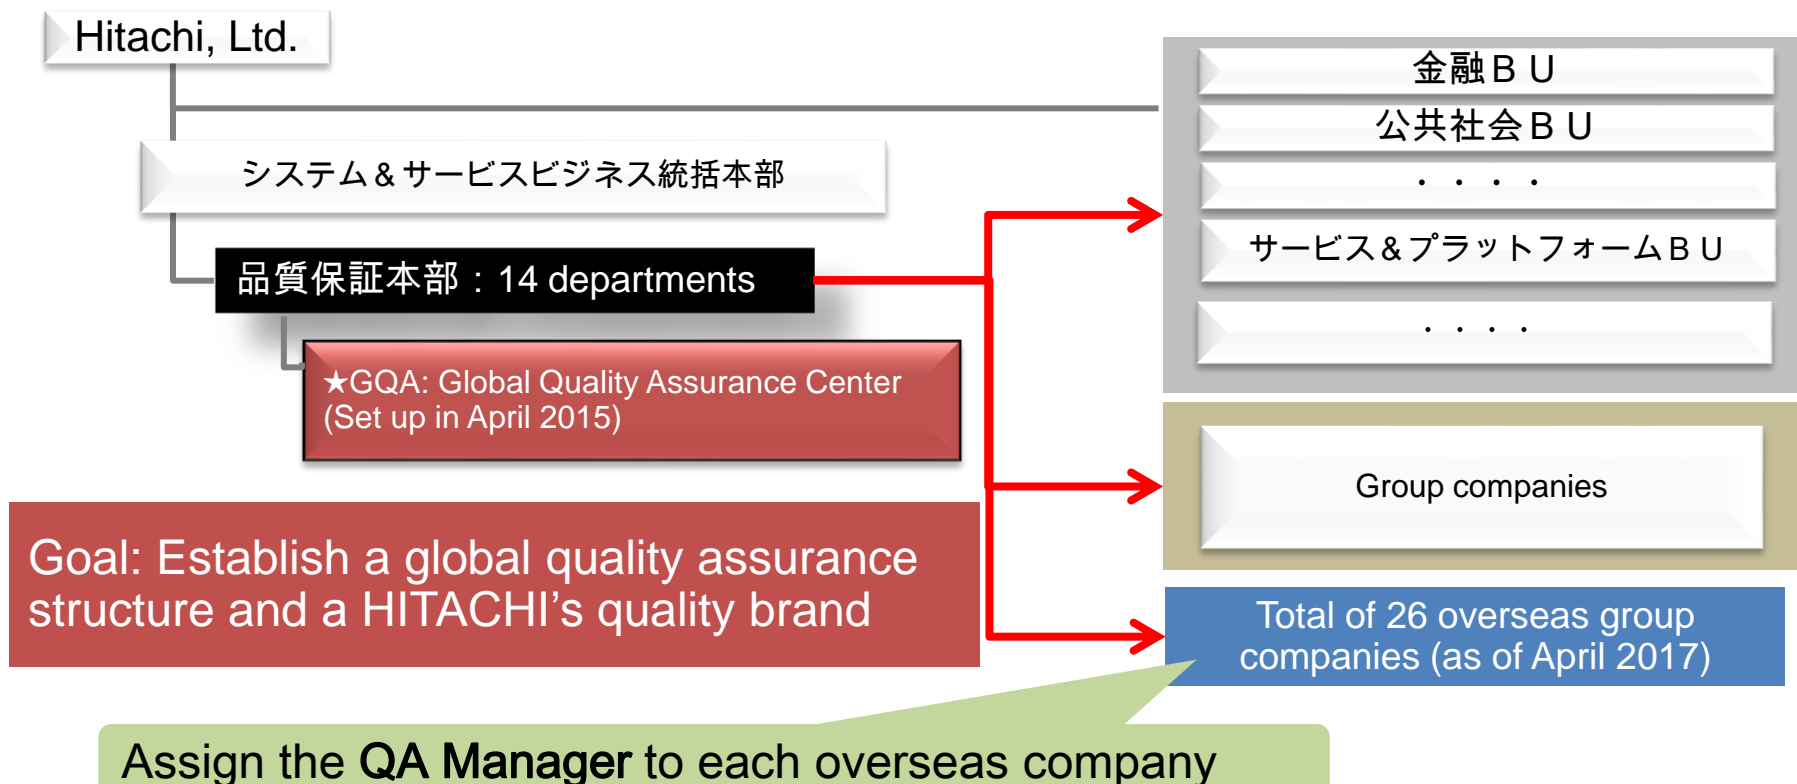 Hitachi, Ltd.
システム＆サービスビジネス統括本部
品質保証本部：14 departments
★GQA: Global Quality Assurance Center
(Set up in April 2015)
Goal: Establish a global quality assurance
structure and a HITACHI’s quality brand
金融ＢＵ
公共社会ＢＵ
・・・・
サービス＆プラットフォームＢＵ
・・・・
Group companies
Total of 26 overseas group
companies (as of April 2017)
Assign the QA Manager to each overseas company